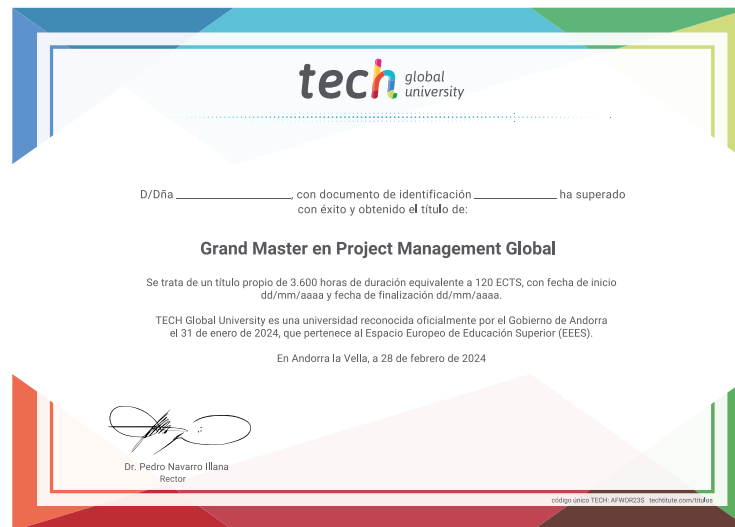 tech global
university
D/Dña ____________________, con documento de identificación ______________ ha superado
con éxito y obtenido el título de:
Grand Master en Project Management Global
Se trata de un título propio de 3.600 horas de duración equivalente a 120 ECTS, con fecha de inicio
dd/mm/aaaa y fecha de finalización dd/mm/aaaa.
TECH Global University es una universidad reconocida oficialmente por el Gobierno de Andorra
el 31 de enero de 2024, que pertenece al Espacio Europeo de Educación Superior (EEES).
En Andorra la Vella, a 28 de febrero de 2024
Dr. Pedro Navarro Illana
Rector
código único TECH: AFWOR23S techtitute.com/titulos